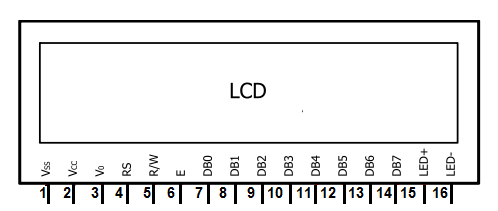 LCD
Vss Vcc V0 RS R/W E DB0 DB1 DB2 DB3 DB4 DB5 DB6 DB7 LED+ LED-
1 2 3 4 5 6 7 8 9 10 11 12 13 14 15 16